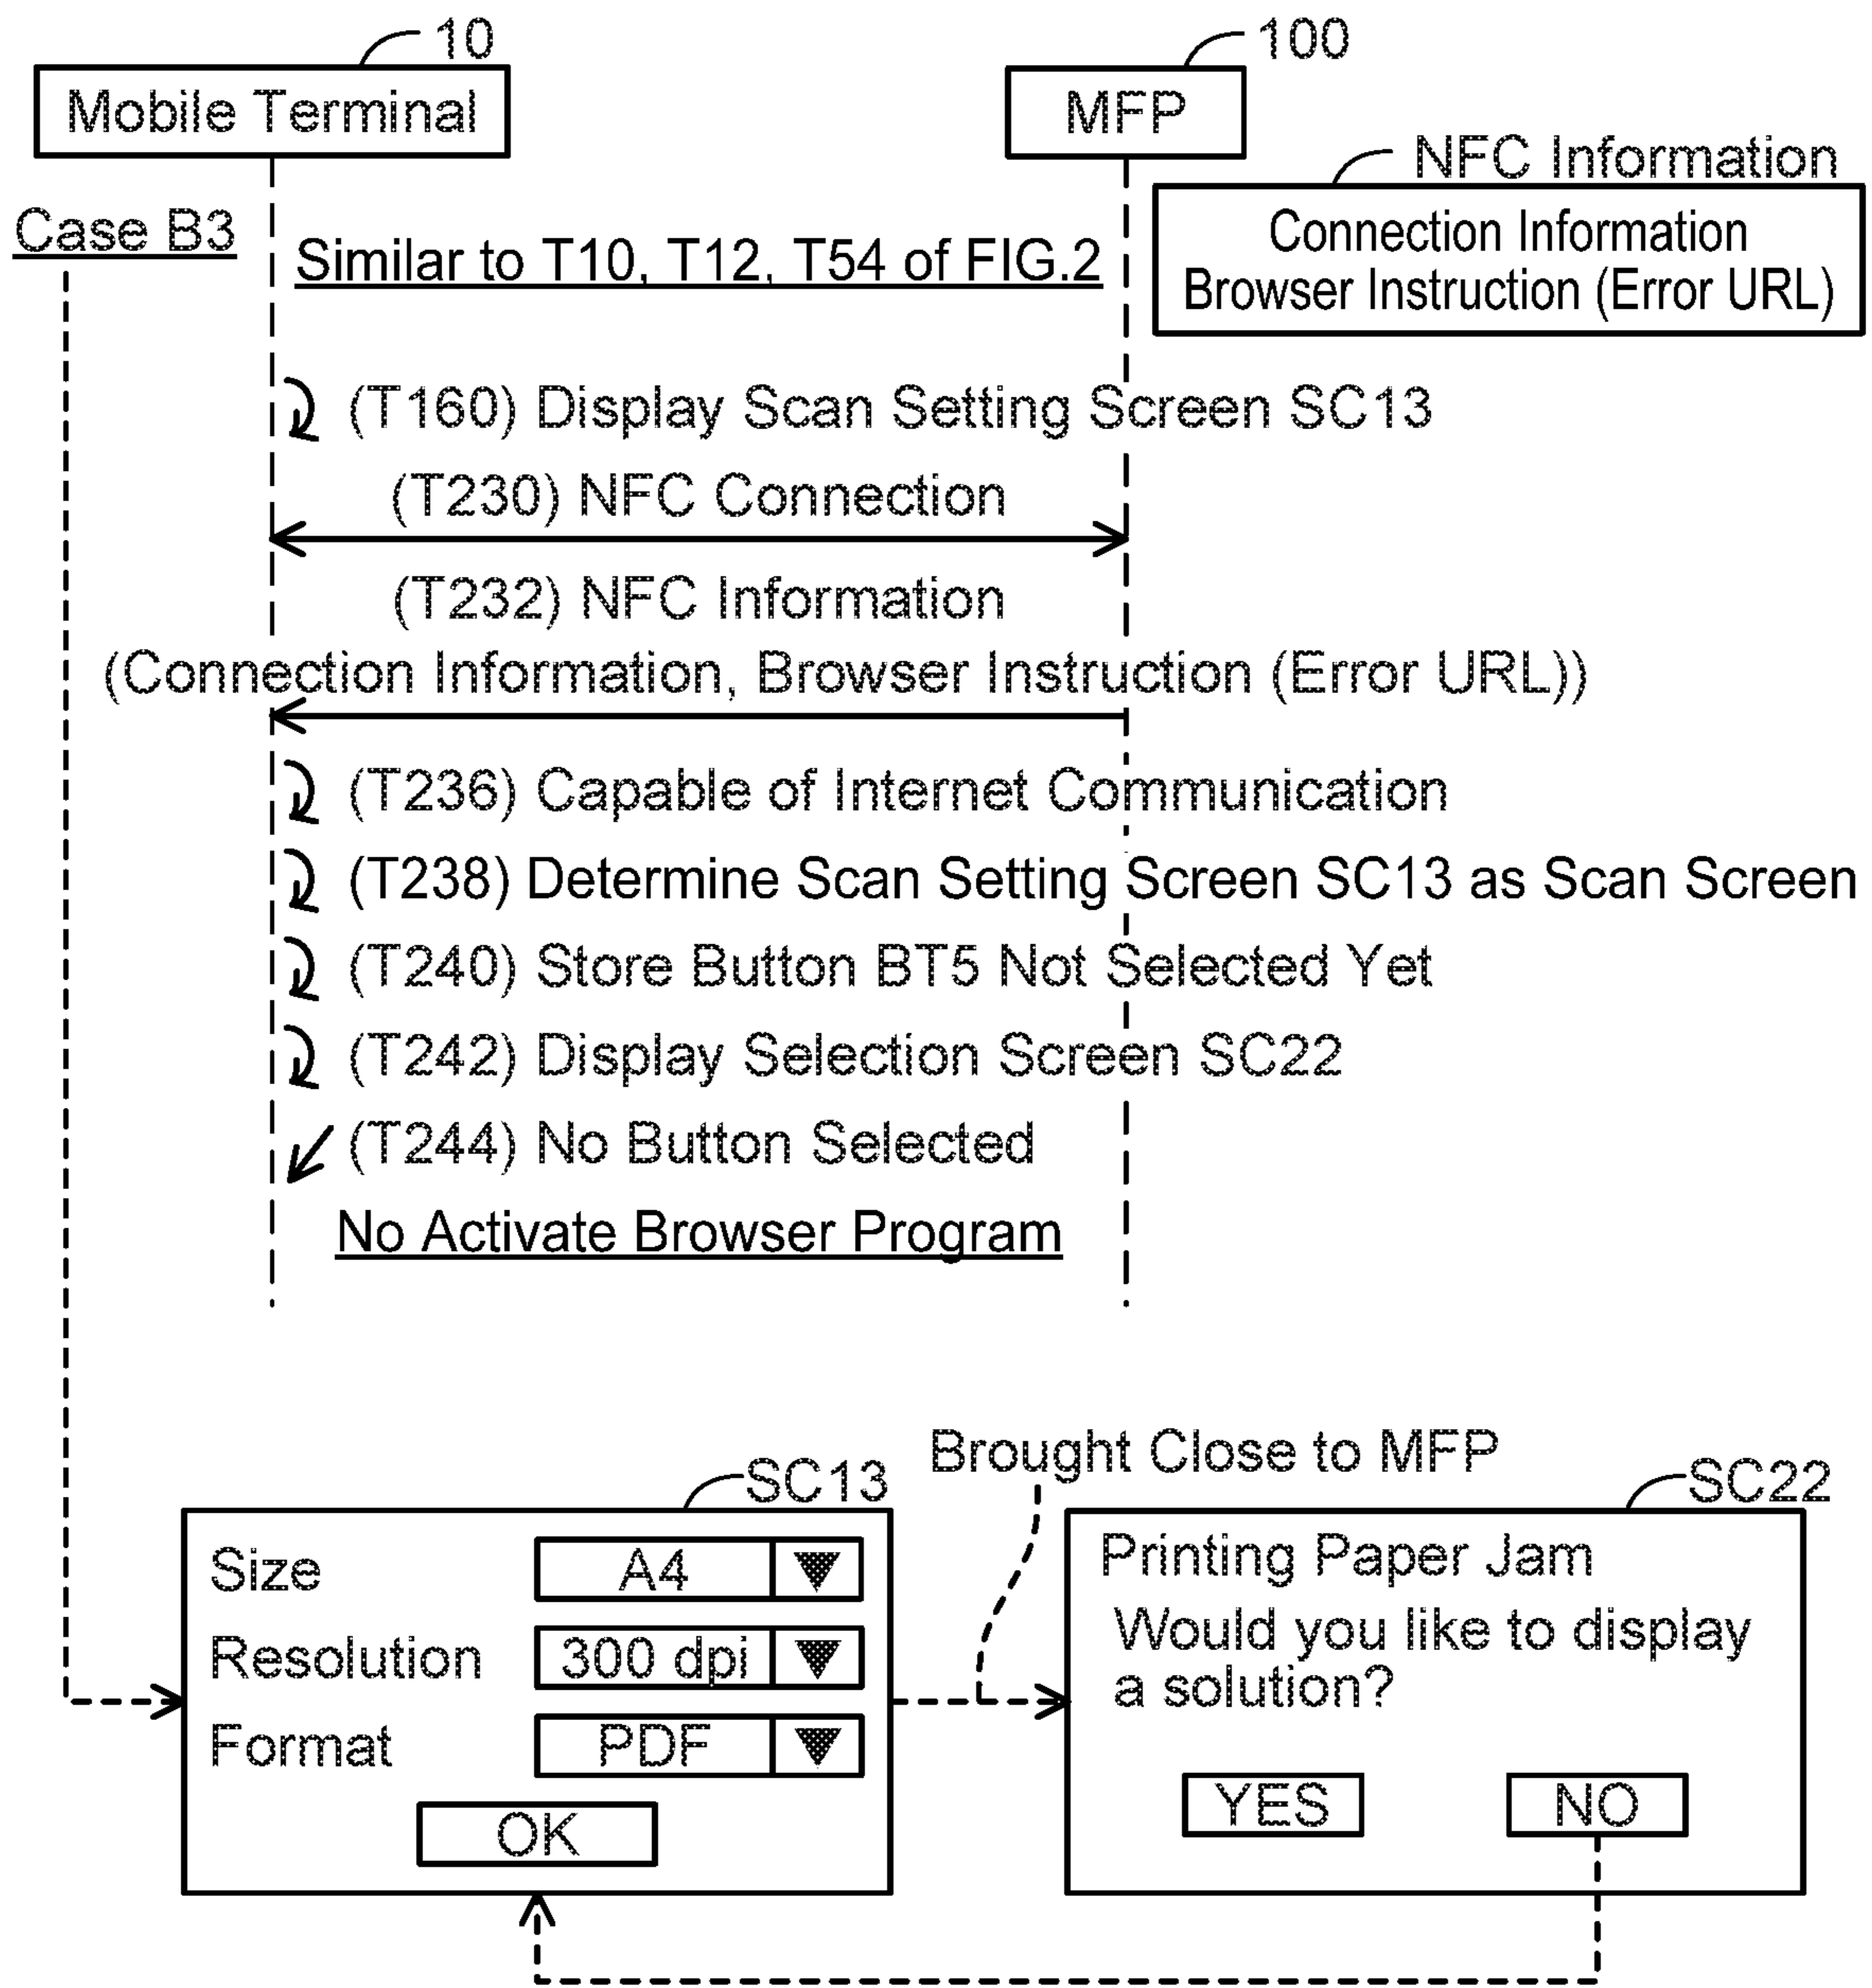 10
100
Mobile Terminal
MFP
NFC Information
Case B3
Connection Information
Browser Instruction (Error URL)
Similar to T10, T12, T54 of FIG.2
(T160) Display Scan Setting Screen SC13
(T230) NFC Connection
(T232) NFC Information
(Connection Information, Browser Instruction (Error URL))
(T236) Capable of Internet Communication
(T238) Determine Scan Setting Screen SC13 as Scan Screen
(T240) Store Button BT5 Not Selected Yet
(T242) Display Selection Screen SC22
(T244) No Button Selected
No Activate Browser Program
Brought Close to MFP
SC13
Size A4
Resolution 300 dpi
Format PDF
OK
SC22
Printing Paper Jam
Would you like to display
a solution?
YES NO